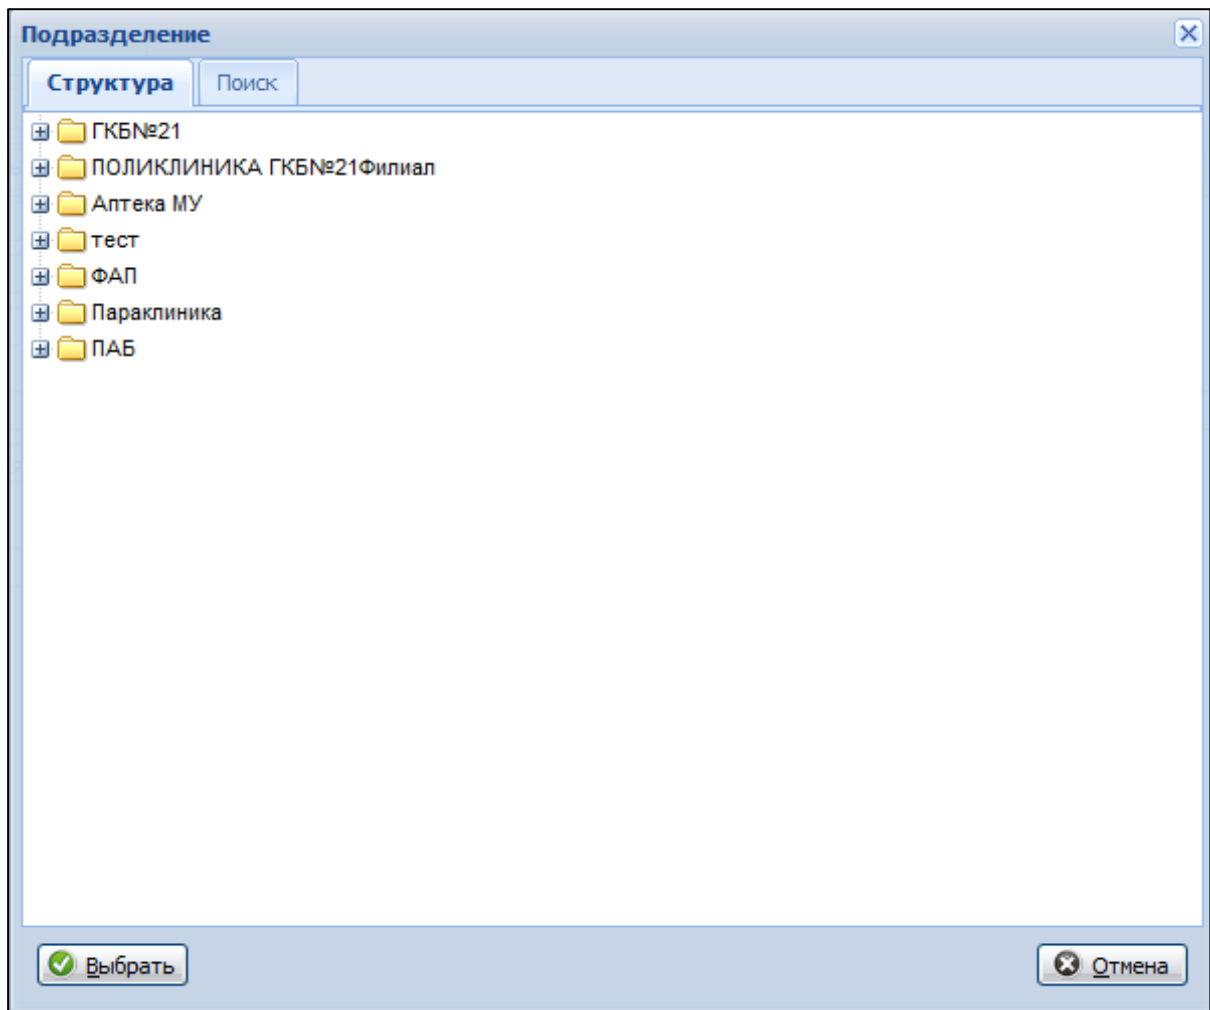 Подразделение
Структура Поиск
ГКБ№21
ПОЛИКЛИНИКА ГКБ№21Филиал
Аптека МУ
тест
ФАП
Параклиника
ПАБ
Выбрать Отмена